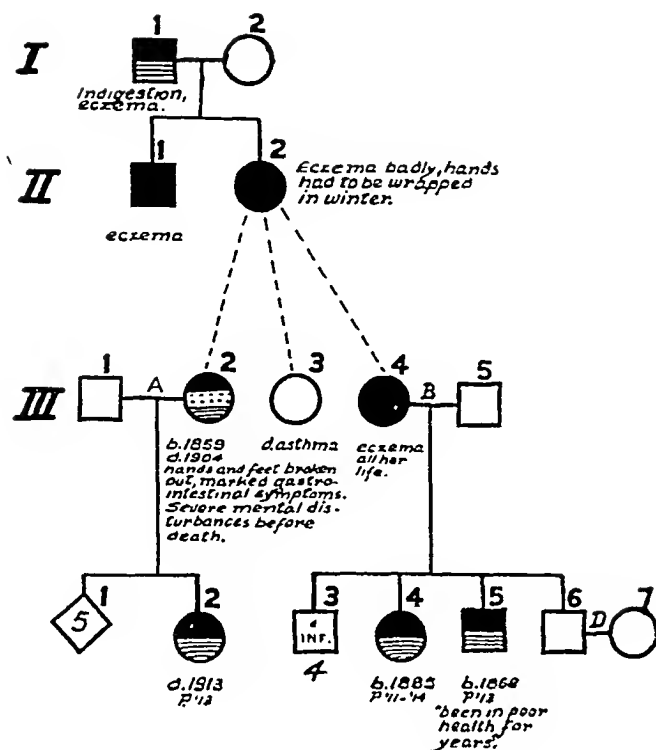 I
1
2
Indigestion,
eczema.
II
1
2
Eczema badly, hands
had to be wrapped
in winter.
eczema
III
1
A
2
3
4
B
5
b.1859
d.1904
hands and feet broken
out, marked gastro-
intestinal symptoms.
Severe mental dis-
turbances before
death.
d.asthma
eczema
all her
life.
1
5
2
d.1913
P.'13
3
d
INF.
4
4
b.1885
P.'11-'14
5
b.1868
P.'13
"been in poor
health for
years".
6
D
7